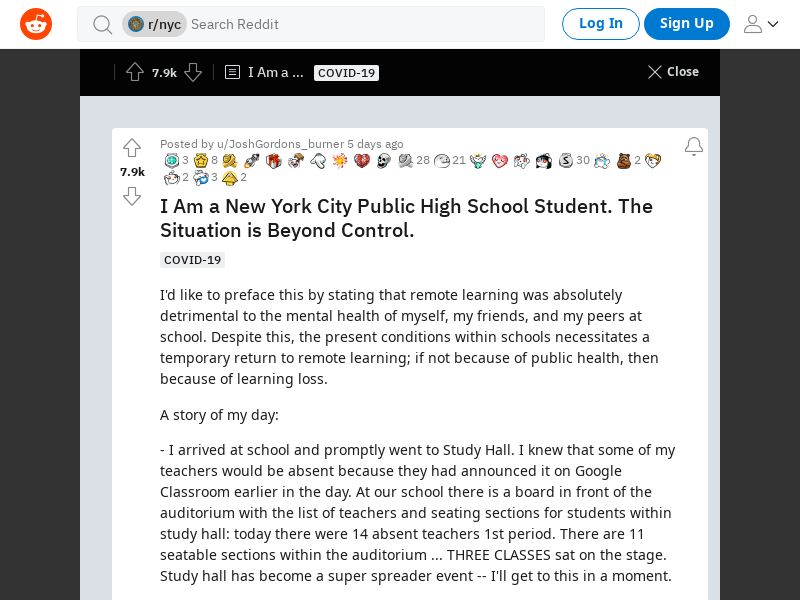 r/nyc Search Reddit Log In Sign Up
7.9k I Am a ... COVID-19 Close
Posted by u/JoshGordons_burner 5 days ago
3 8 28 21 30 2
7.9k
2 3 2
I Am a New York City Public High School Student. The
Situation is Beyond Control.
COVID-19
I'd like to preface this by stating that remote learning was absolutely
detrimental to the mental health of myself, my friends, and my peers at
school. Despite this, the present conditions within schools necessitates a
temporary return to remote learning; if not because of public health, then
because of learning loss.
A story of my day:
- I arrived at school and promptly went to Study Hall. I knew that some of my
teachers would be absent because they had announced it on Google
Classroom earlier in the day. At our school there is a board in front of the
auditorium with the list of teachers and seating sections for students within
study hall: today there were 14 absent teachers 1st period. There are 11
seatable sections within the auditorium ... THREE CLASSES sat on the stage.
Study hall has become a super spreader event -- I'll get to this in a moment.